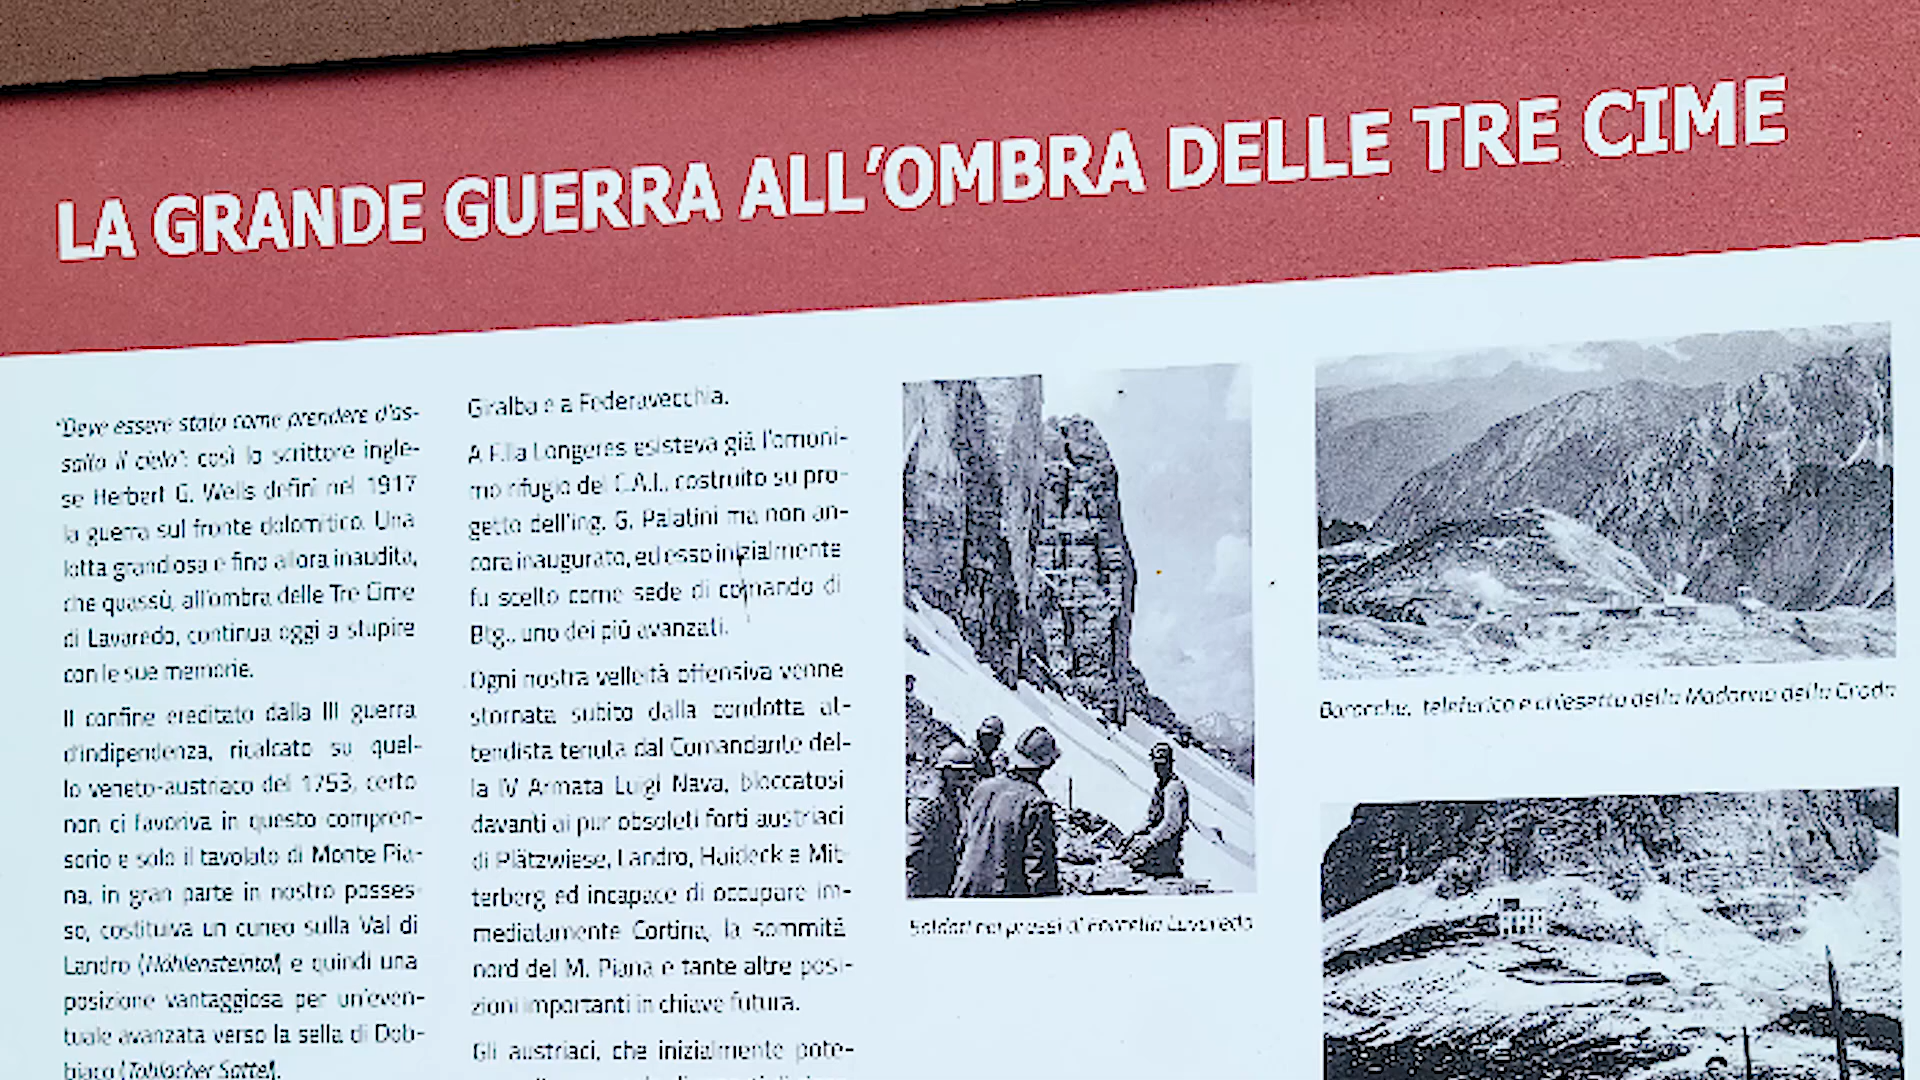 LA GRANDE GUERRA ALL'OMBRA DELLE TRE CIME
"Deve essere stato come prendere d'as-
salto il cielo": così lo scrittore ingle-
se Herbert G. Wells definì nel 1917
la guerra sul fronte dolomitico. Una
lotta grandiosa e fino allora inaudita,
che quassù, all'ombra delle Tre Cime
di Lavaredo, continua oggi a stupire
con le sue memorie.
Il confine ereditato dalla III guerra
d'indipendenza, ricalcato su quel-
lo veneto-austriaco del 1753, certo
non ci favoriva in questo compren-
sorio e solo il tavolato di Monte Pia-
na, in gran parte in nostro posses-
so, costituiva un cuneo sulla Val di
Landro (Höhlensteintal) e quindi una
posizione vantaggiosa per un'even-
tuale avanzata verso la sella di Dob-
biaco (Toblacher Sattel).
Giralba e a Federavecchia.
A F.lla Longeres esisteva già l'omoni-
mo rifugio del C.A.I., costruito su pro-
getto dell'ing. G. Palatini ma non an-
cora inaugurato, ed esso inizialmente
fu scelto come sede di comando di
Btg., uno dei più avanzati.
Ogni nostra velleità offensiva venne
stornata subito dalla condotta at-
tendista tenuta dal Comandante del-
la IV Armata Luigi Nava, bloccatosi
davanti ai pur obsoleti forti austriaci
di Plätzwiese, Landro, Haideck e Mit-
terberg ed incapace di occupare im-
mediatamente Cortina, la sommità
nord del M. Piana e tante altre posi-
zioni importanti in chiave futura.
Gli austriaci, che inizialmente pote-
Soldati nei pressi di Forcella Lavaredo
Baracche, teleferica e chiesetta della Madonna della Croda